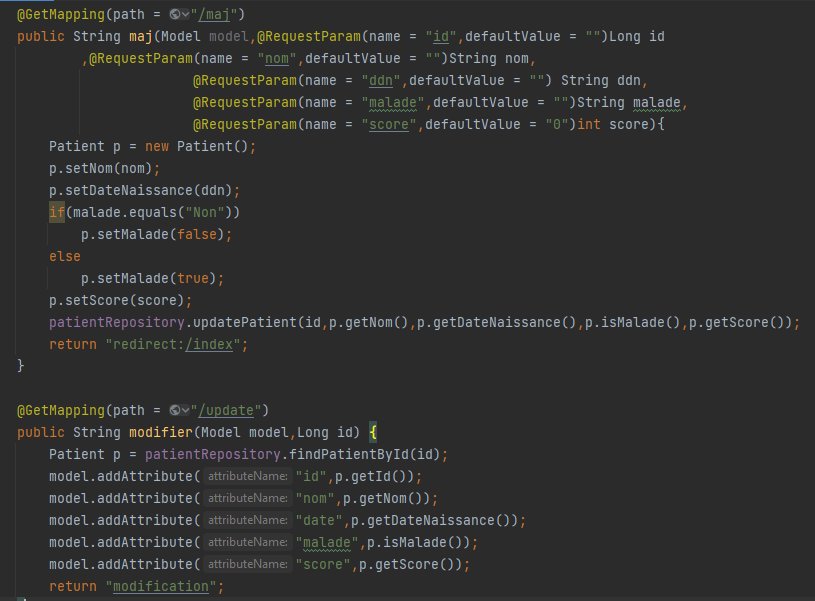 @GetMapping(path = "/maj")
public String maj(Model model,@RequestParam(name = "id",defaultValue = "")Long id
,@RequestParam(name = "nom",defaultValue = "")String nom,
@RequestParam(name = "ddn",defaultValue = "") String ddn,
@RequestParam(name = "malade",defaultValue = "")String malade,
@RequestParam(name = "score",defaultValue = "0")int score){
Patient p = new Patient();
p.setNom(nom);
p.setDateNaissance(ddn);
if(malade.equals("Non"))
p.setMalade(false);
else
p.setMalade(true);
p.setScore(score);
patientRepository.updatePatient(id,p.getNom(),p.getDateNaissance(),p.isMalade(),p.getScore());
return "redirect:/index";
}
@GetMapping(path = "/update")
public String modifier(Model model,Long id) {
Patient p = patientRepository.findPatientById(id);
model.addAttribute( attributeName: "id",p.getId());
model.addAttribute( attributeName: "nom",p.getNom());
model.addAttribute( attributeName: "date",p.getDateNaissance());
model.addAttribute( attributeName: "malade",p.isMalade());
model.addAttribute( attributeName: "score",p.getScore());
return "modification";